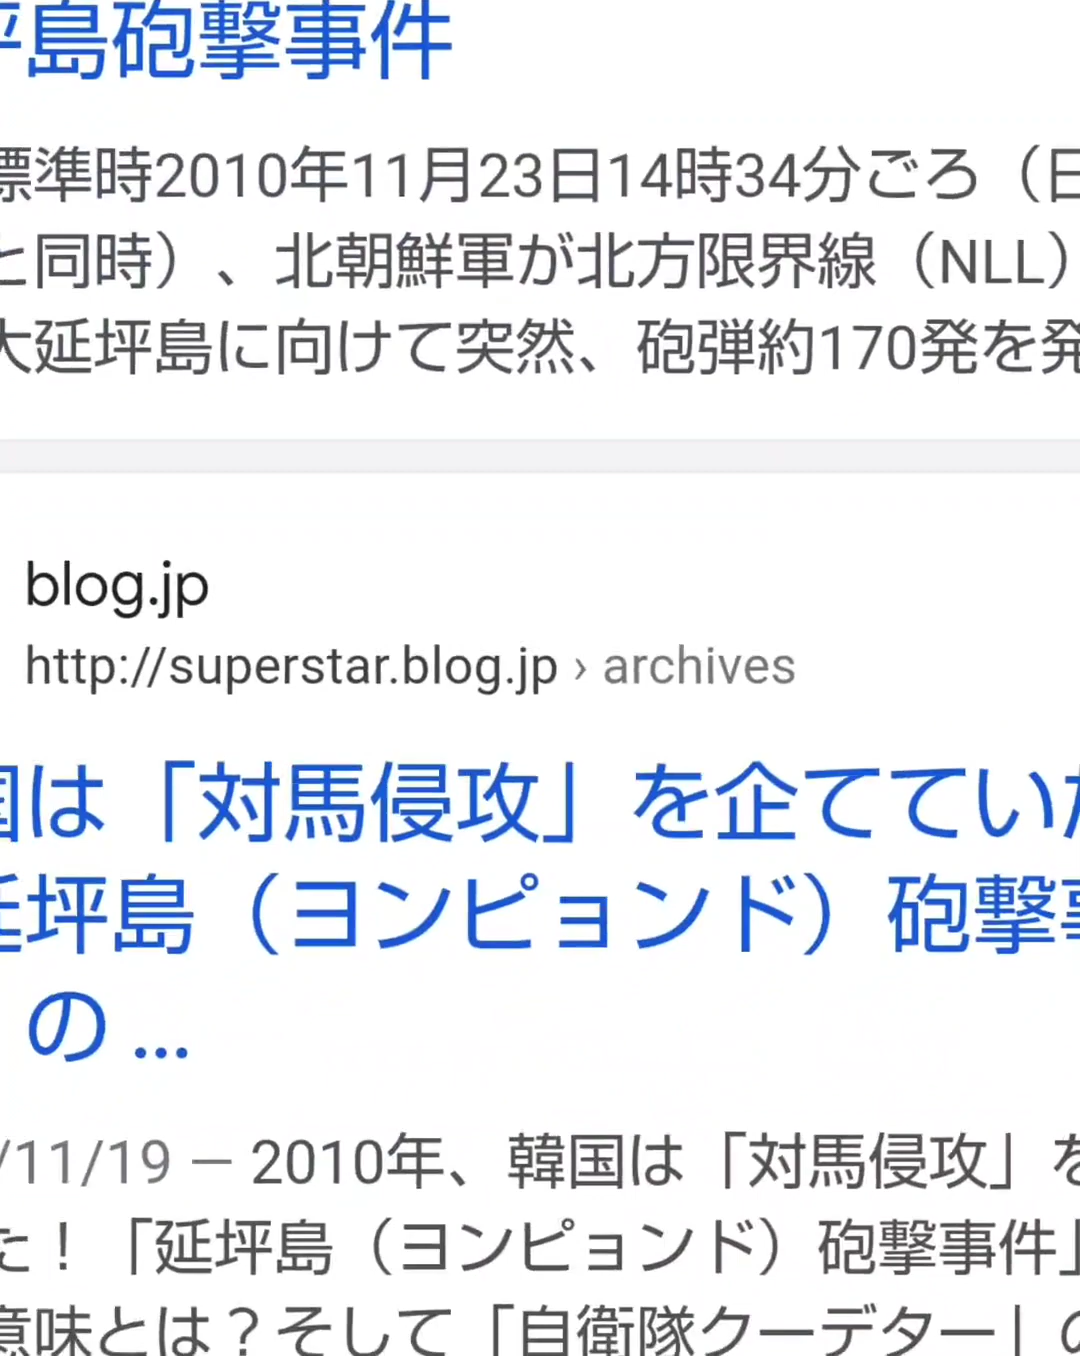 坪島砲撃事件
標準時2010年11月23日14時34分ごろ（日
と同時）、北朝鮮軍が北方限界線（NLL）
大延坪島に向けて突然、砲弾約170発を発
blog.jp
http://superstar.blog.jp › archives
国は「対馬侵攻」を企てていた
延坪島（ヨンピョンド）砲撃事
の ...
/11/19 — 2010年、韓国は「対馬侵攻」を
た！「延坪島（ヨンピョンド）砲撃事件」
意味とは？そして「自衛隊クーデター」の